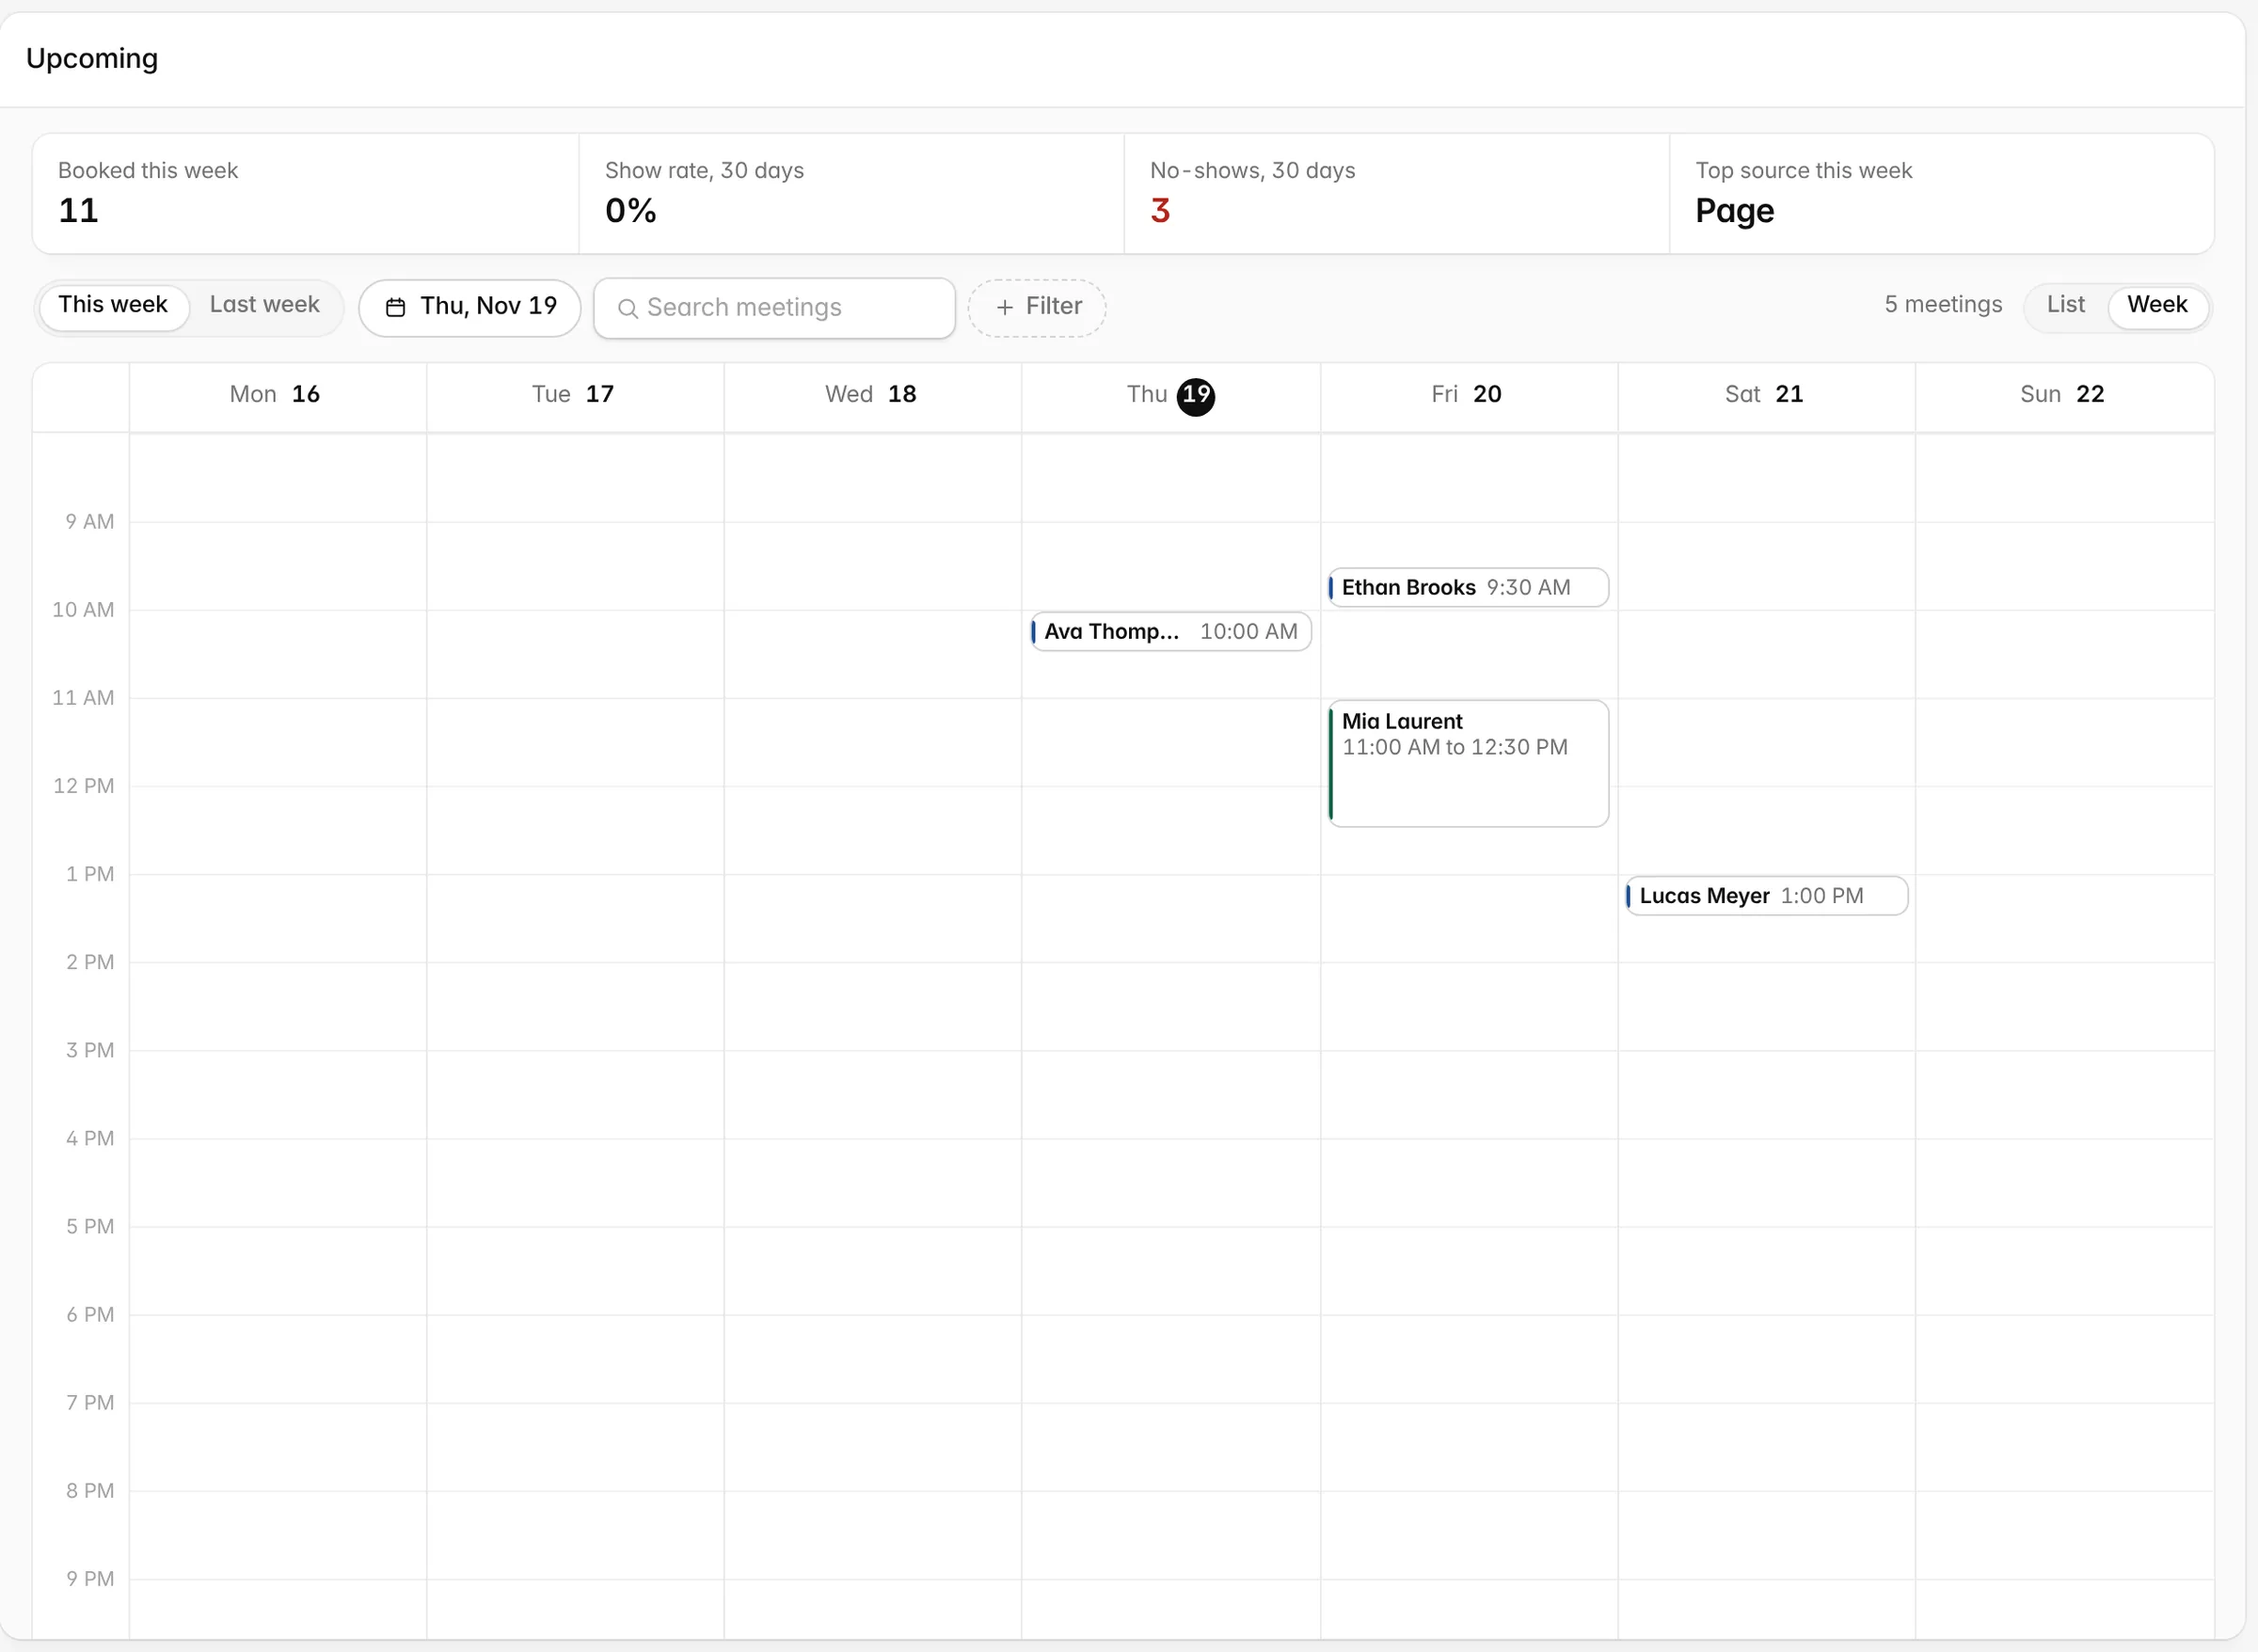 Upcoming
Booked this week
11
Show rate, 30 days
0%
No-shows, 30 days
3
Top source this week
Page
This week Last week Thu, Nov 19 Search meetings + Filter 5 meetings List Week
Mon 16 Tue 17 Wed 18 Thu 19 Fri 20 Sat 21 Sun 22
9 AM
Ethan Brooks 9:30 AM
10 AM
Ava Thomp... 10:00 AM
11 AM
Mia Laurent
11:00 AM to 12:30 PM
12 PM
1 PM
Lucas Meyer 1:00 PM
2 PM
3 PM
4 PM
5 PM
6 PM
7 PM
8 PM
9 PM